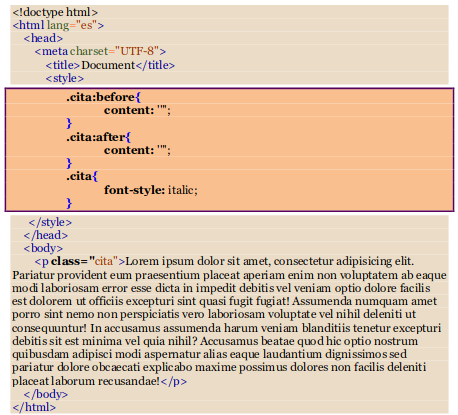 <!doctype html>
<html lang="es">
<head>
<meta charset="UTF-8">
<title>Document</title>
<style>
.cita:before{
content: '"';
}
.cita:after{
content: '"';
}
.cita{
font-style: italic;
}
</style>
</head>
<body>
<p class="cita">Lorem ipsum dolor sit amet, consectetur adipisicing elit.
Pariatur provident eum praesentium placeat aperiam enim non voluptatem ab eaque
modi laboriosam error esse dicta in impedit debitis vel veniam optio dolore facilis
est dolorem ut officiis excepturi sint quasi fugit fugiat! Assumenda numquam amet
porro sint nemo non perspiciatis vero laboriosam voluptate vel nihil deleniti ut
consequuntur! In accusamus assumenda harum veniam blanditiis tenetur excepturi
debitis sit est minima vel quia nihil? Accusamus beatae quod hic optio nostrum
quibusdam adipisci modi aspernatur alias eaque laudantium dignissimos sed
pariatur dolore obcaecati explicabo maxime possimus dolores non facilis deleniti
placeat laborum recusandae!</p>
</body>
</html>